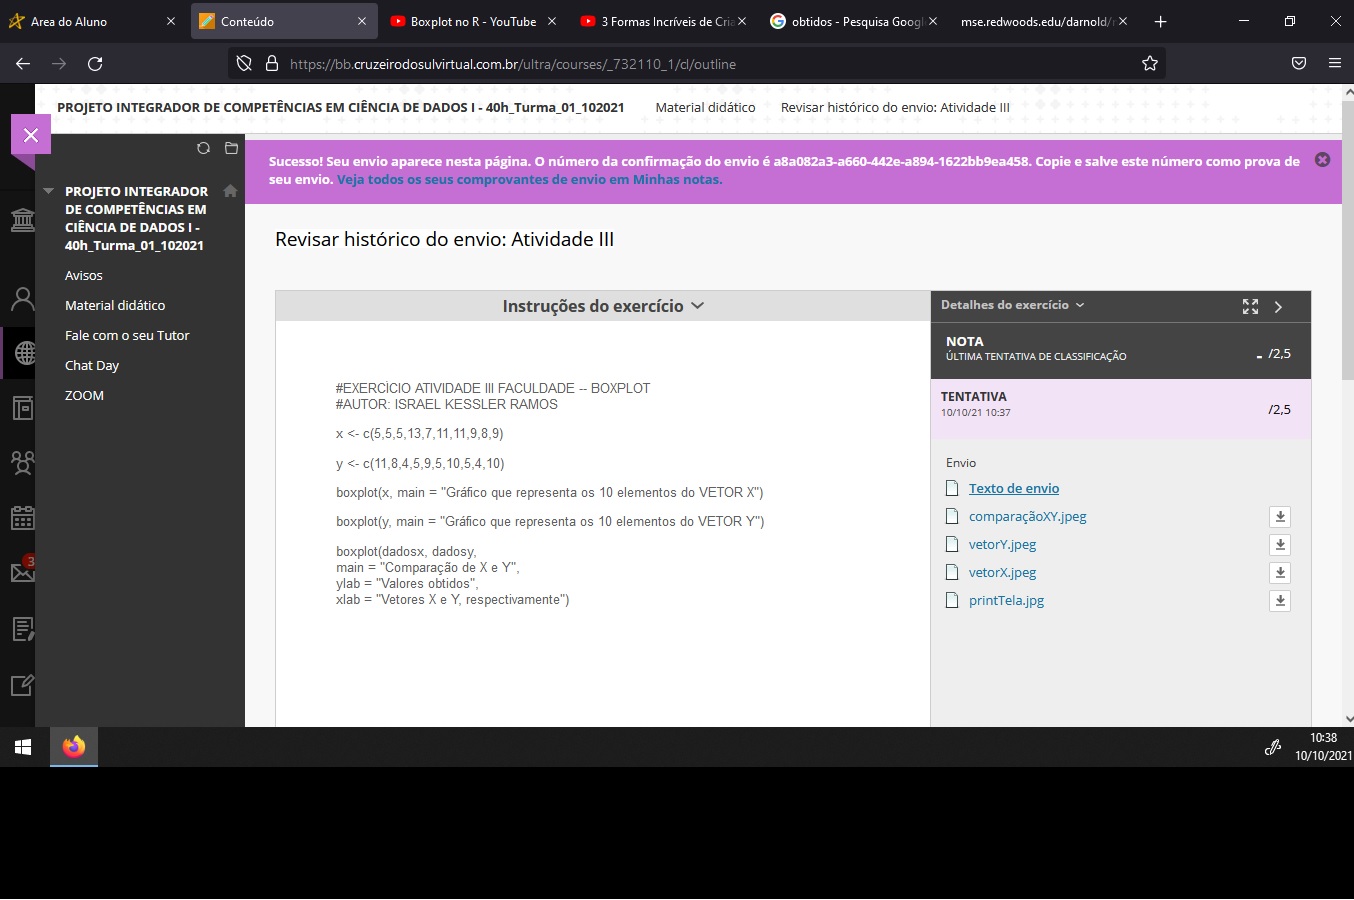 Area do Aluno
Conteúdo
Boxplot no R - YouTube
3 Formas Incríveis de Cria
obtidos - Pesquisa Googl
mse.redwoods.edu/darnold/
https://bb.cruzeirodosulvirtual.com.br/ultra/courses/_732110_1/cl/outline
PROJETO INTEGRADOR DE COMPETÊNCIAS EM CIÊNCIA DE DADOS I - 40h_Turma_01_102021
Material didático
Revisar histórico do envio: Atividade III
PROJETO INTEGRADOR
DE COMPETÊNCIAS EM
CIÊNCIA DE DADOS I -
40h_Turma_01_102021
Avisos
Material didático
Fale com o seu Tutor
Chat Day
ZOOM
3
Sucesso! Seu envio aparece nesta página. O número da confirmação do envio é a8a082a3-a660-442e-a894-1622bb9ea458. Copie e salve este número como prova de
seu envio. Veja todos os seus comprovantes de envio em Minhas notas.
Revisar histórico do envio: Atividade III
Instruções do exercício
#EXERCÌCIO ATIVIDADE III FACULDADE -- BOXPLOT
#AUTOR: ISRAEL KESSLER RAMOS
x <- c(5,5,5,13,7,11,11,9,8,9)
y <- c(11,8,4,5,9,5,10,5,4,10)
boxplot(x, main = "Gráfico que representa os 10 elementos do VETOR X")
boxplot(y, main = "Gráfico que representa os 10 elementos do VETOR Y")
boxplot(dadosx, dadosy,
main = "Comparação de X e Y",
ylab = "Valores obtidos",
xlab = "Vetores X e Y, respectivamente")
Detalhes do exercício
NOTA
ÚLTIMA TENTATIVA DE CLASSIFICAÇÃO
- /2,5
TENTATIVA
10/10/21 10:37
/2,5
Envio
Texto de envio
comparaçãoXY.jpeg
vetorY.jpeg
vetorX.jpeg
printTela.jpg
10:38
10/10/2021